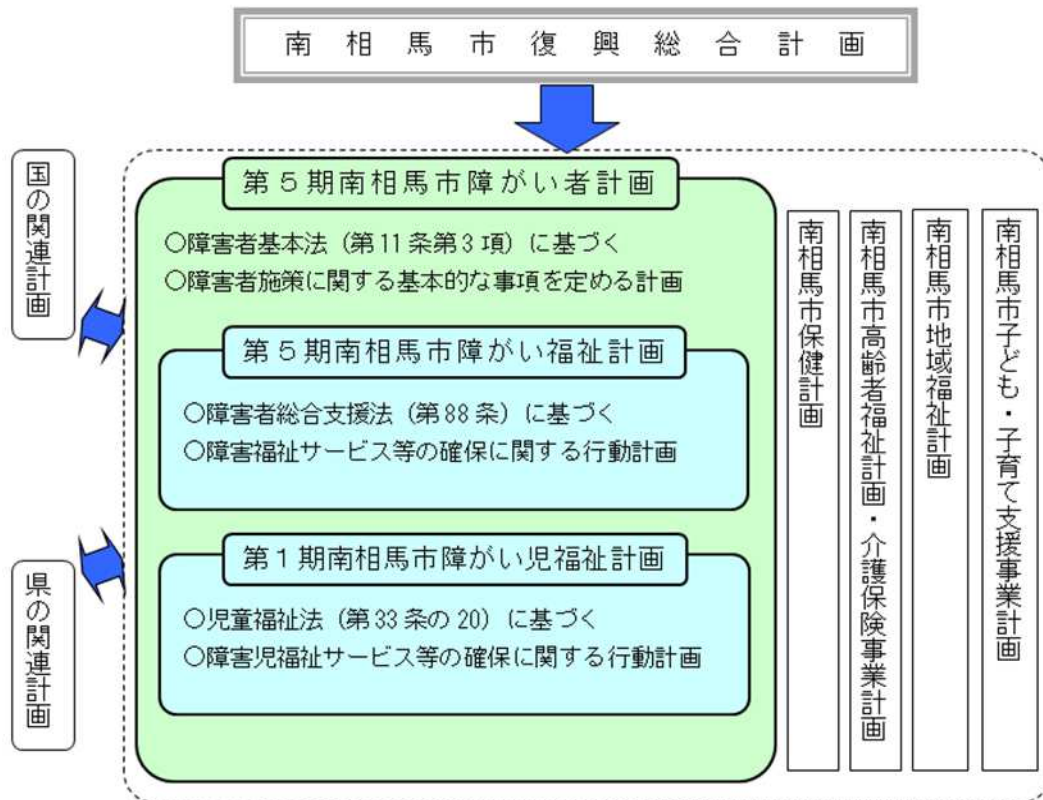 南相馬市復興総合計画
国の関連計画
県の関連計画
第５期南相馬市障がい者計画
○障害者基本法（第11条第3項）に基づく
○障害者施策に関する基本的な事項を定める計画
第５期南相馬市障がい福祉計画
○障害者総合支援法（第88条）に基づく
○障害福祉サービス等の確保に関する行動計画
第１期南相馬市障がい児福祉計画
○児童福祉法（第33条の20）に基づく
○障害児福祉サービス等の確保に関する行動計画
南相馬市保健計画
南相馬市高齢者福祉計画・介護保険事業計画
南相馬市地域福祉計画
南相馬市子ども・子育て支援事業計画